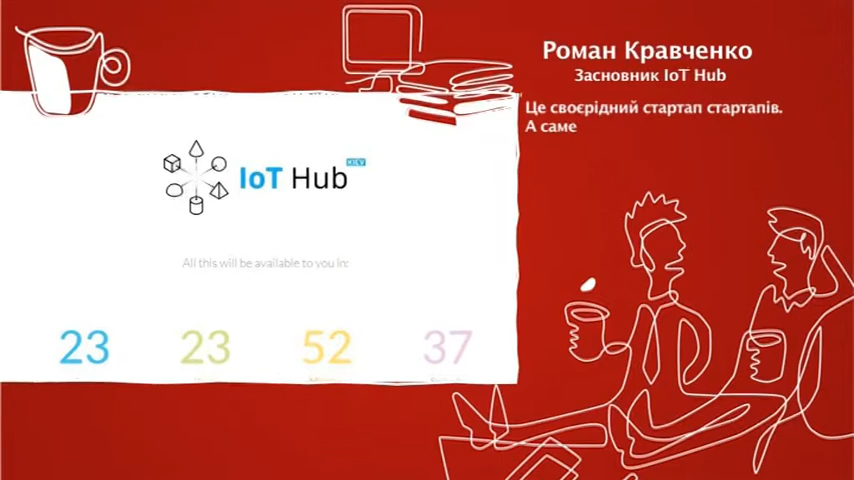 Роман Кравченко
Засновник IoT Hub
Це своєрідний стартап стартапів.
А саме
IoT Hub KIEV
All this will be available to you in:
23 23 52 37